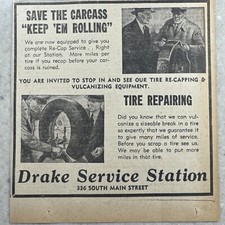 SAVE THE CARCASS
"KEEP 'EM ROLLING"
We are now equipped to give you
complete Re-Cap Service . . Right
at our Station. More miles per
tire if you recap before your car-
cass is ruined.
YOU ARE INVITED TO STOP IN AND SEE OUR TIRE RE-CAPPING &
VULCANIZING EQUIPMENT.
TIRE REPAIRING
Did you know that we can vul-
canize a sizeable break in a tire
so expertly that we guarantee it
to give many miles of service.
Before you scrap a tire see us.
We may be able to put more
miles in that tire.
Drake Service Station
336 SOUTH MAIN STREET